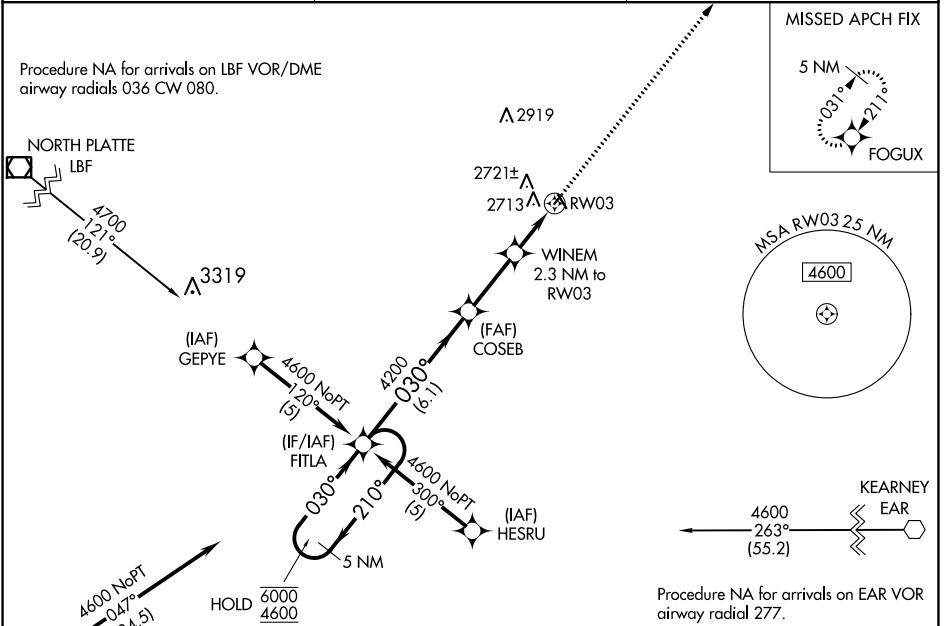 MISSED APCH FIX
5 NM
031°
211°
FOGUX
Procedure NA for arrivals on LBF VOR/DME
airway radials 036 CW 080.
NORTH PLATTE
LBF
4700
121°
(20.9)
2919
2721±
2713
RW03
WINEM
2.3 NM to
RW03
3319
(FAF)
COSEB
(IAF)
GEPYE
4600 NoPT
120°
(5)
4200
030°
(6.1)
(IF/IAF)
FITLA
4600 NoPT
300°
(5)
(IAF)
HESRU
030°
210°
5 NM
HOLD
6000
4600
4600 NoPT
047°
MSA RW03 25 NM
4600
KEARNEY
EAR
4600
263°
(55.2)
Procedure NA for arrivals on EAR VOR
airway radial 277.